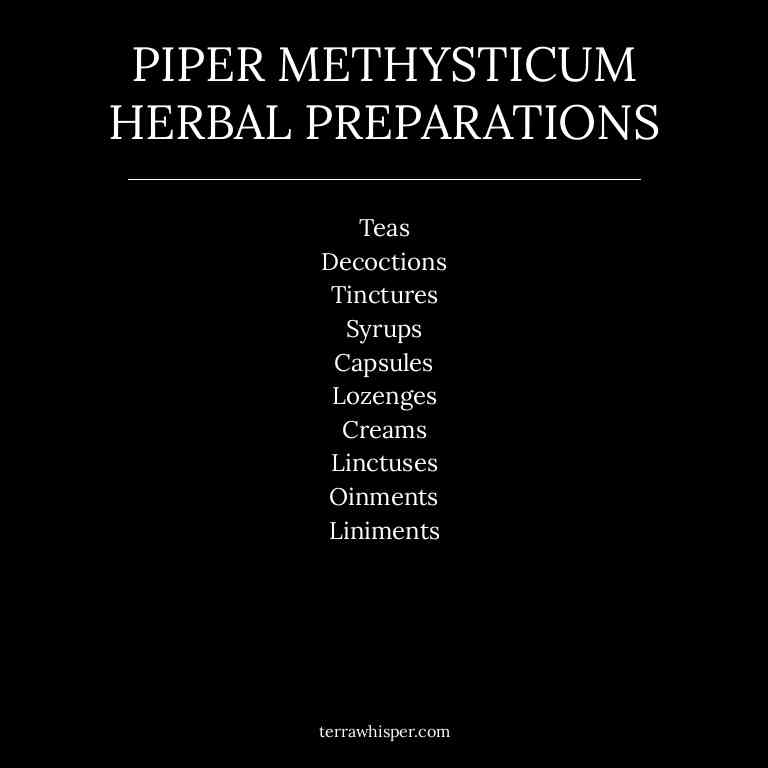 PIPER METHYSTICUM
HERBAL PREPARATIONS
Teas
Decoctions
Tinctures
Syrups
Capsules
Lozenges
Creams
Linctuses
Oinments
Liniments
terrawhisper.com